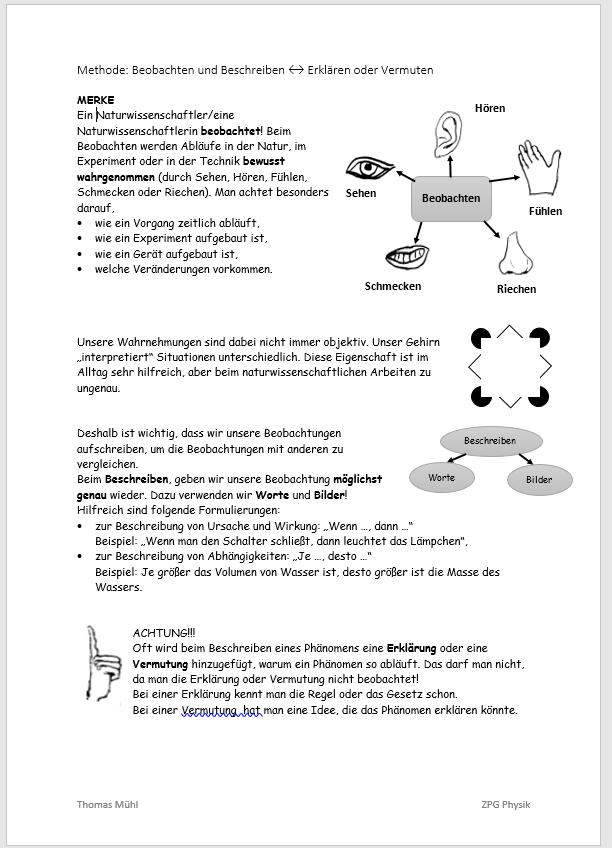 Methode: Beobachten und Beschreiben ↔ Erklären oder Vermuten
MERKE
Ein Naturwissenschaftler/eine
Naturwissenschaftlerin beobachtet! Beim
Beobachten werden Abläufe in der Natur, im
Experiment oder in der Technik bewusst
wahrgenommen (durch Sehen, Hören, Fühlen,
Schmecken oder Riechen). Man achtet besonders
darauf,
• wie ein Vorgang zeitlich abläuft,
• wie ein Experiment aufgebaut ist,
• wie ein Gerät aufgebaut ist,
• welche Veränderungen vorkommen.
Hören
Sehen
Beobachten
Fühlen
Schmecken
Riechen
Unsere Wahrnehmungen sind dabei nicht immer objektiv. Unser Gehirn
„interpretiert“ Situationen unterschiedlich. Diese Eigenschaft ist im
Alltag sehr hilfreich, aber beim naturwissenschaftlichen Arbeiten zu
ungenau.
Deshalb ist wichtig, dass wir unsere Beobachtungen
aufschreiben, um die Beobachtungen mit anderen zu
vergleichen.
Beim Beschreiben, geben wir unsere Beobachtung möglichst
genau wieder. Dazu verwenden wir Worte und Bilder!
Hilfreich sind folgende Formulierungen:
• zur Beschreibung von Ursache und Wirkung: „Wenn …, dann …“
Beispiel: „Wenn man den Schalter schließt, dann leuchtet das Lämpchen“,
• zur Beschreibung von Abhängigkeiten: „Je …, desto …“
Beispiel: Je größer das Volumen von Wasser ist, desto größer ist die Masse des
Wassers.
Beschreiben
Worte
Bilder
ACHTUNG!!!
Oft wird beim Beschreiben eines Phänomens eine Erklärung oder eine
Vermutung hinzugefügt, warum ein Phänomen so abläuft. Das darf man nicht,
da man die Erklärung oder Vermutung nicht beobachtet!
Bei einer Erklärung kennt man die Regel oder das Gesetz schon.
Bei einer Vermutung hat man eine Idee, die das Phänomen erklären könnte.
Thomas Mühl
ZPG Physik